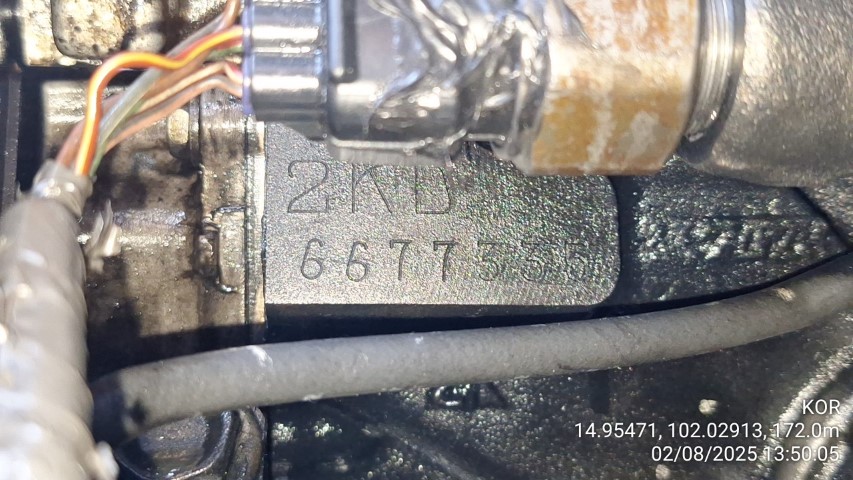 2KD
6677335
KOR
14.95471, 102.02913, 172.0m
02/08/2025 13:50:05